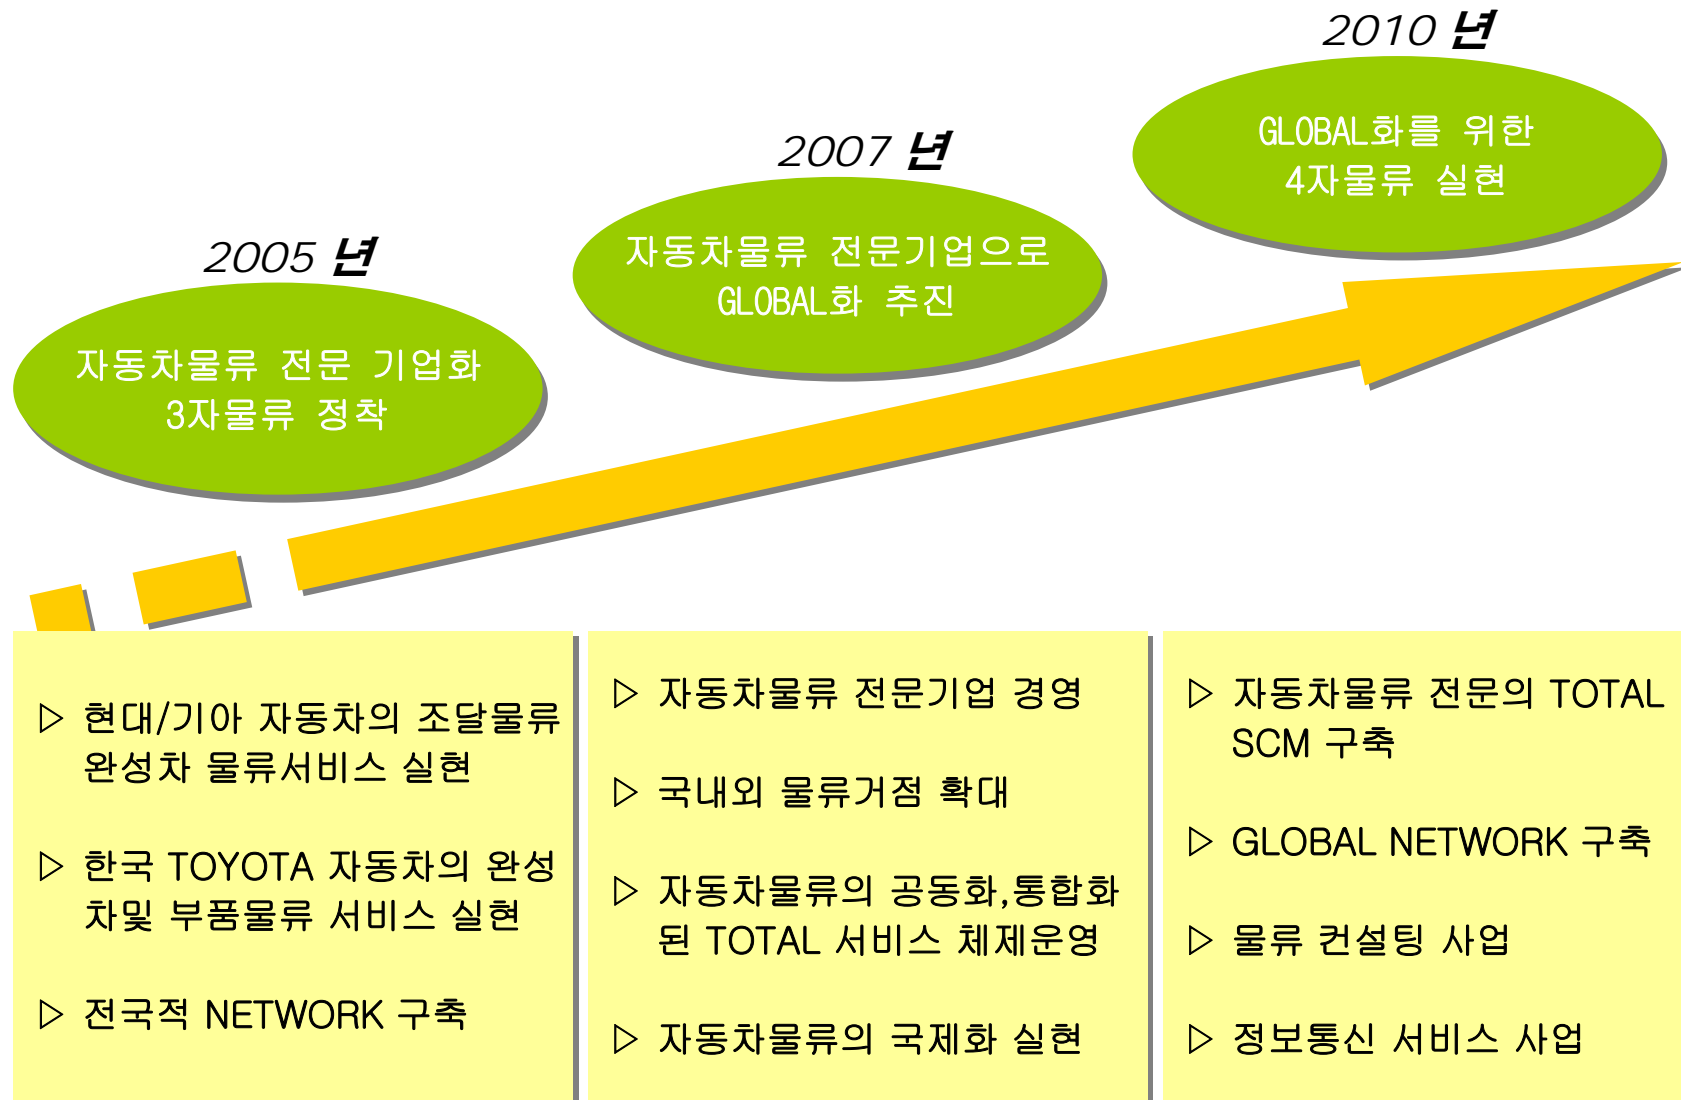 2010 년
GLOBAL화를 위한
4자물류 실현
2007 년
자동차물류 전문기업으로
GLOBAL화 추진
2005 년
자동차물류 전문 기업화
3자물류 정착
▷ 현대/기아 자동차의 조달물류
완성차 물류서비스 실현
▷ 한국 TOYOTA 자동차의 완성
차및 부품물류 서비스 실현
▷ 전국적 NETWORK 구축
▷ 자동차물류 전문기업 경영
▷ 국내외 물류거점 확대
▷ 자동차물류의 공동화,통합화
된 TOTAL 서비스 체제운영
▷ 자동차물류의 국제화 실현
▷ 자동차물류 전문의 TOTAL
SCM 구축
▷ GLOBAL NETWORK 구축
▷ 물류 컨설팅 사업
▷ 정보통신 서비스 사업